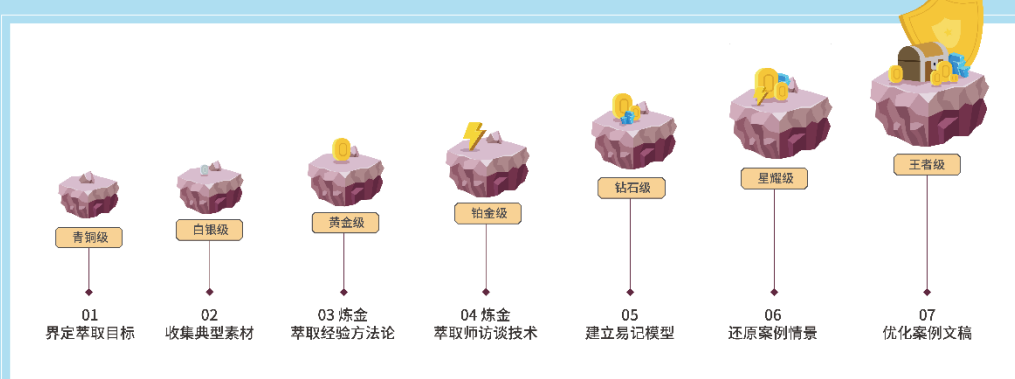 青铜级
白银级
黄金级
铂金级
钻石级
星耀级
王者级
01
界定萃取目标
02
收集典型素材
03 炼金
萃取经验方法论
04 炼金
萃取师访谈技术
05
建立易记模型
06
还原案例情景
07
优化案例文稿